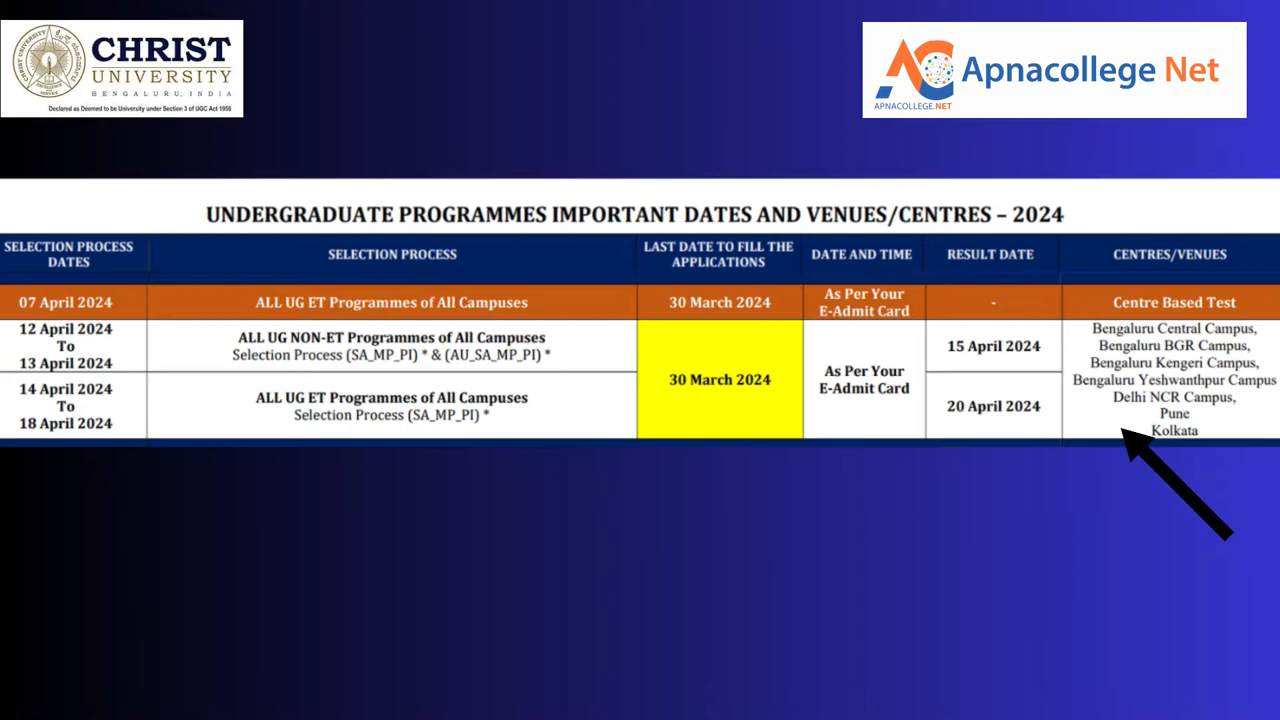 CHRIST
UNIVERSITY
BENGALURU, INDIA
Declared as Deemed to be University under Section 3 of UGC Act 1956
Apnacollege Net
APNACOLLEGE.NET
UNDERGRADUATE PROGRAMMES IMPORTANT DATES AND VENUES/CENTRES – 2024
SELECTION PROCESS
DATES
SELECTION PROCESS
LAST DATE TO FILL THE
APPLICATIONS
DATE AND TIME
RESULT DATE
CENTRES/VENUES
07 April 2024
ALL UG ET Programmes of All Campuses
30 March 2024
As Per Your
E-Admit Card
-
Centre Based Test
12 April 2024
To
13 April 2024
ALL UG NON-ET Programmes of All Campuses
Selection Process (SA_MP_PI) * & (AU_SA_MP_PI) *
30 March 2024
As Per Your
E-Admit Card
15 April 2024
Bengaluru Central Campus,
Bengaluru BGR Campus,
Bengaluru Kengeri Campus,
Bengaluru Yeshwanthpur Campus
Delhi NCR Campus,
Pune
Kolkata
14 April 2024
To
18 April 2024
ALL UG ET Programmes of All Campuses
Selection Process (SA_MP_PI) *
20 April 2024